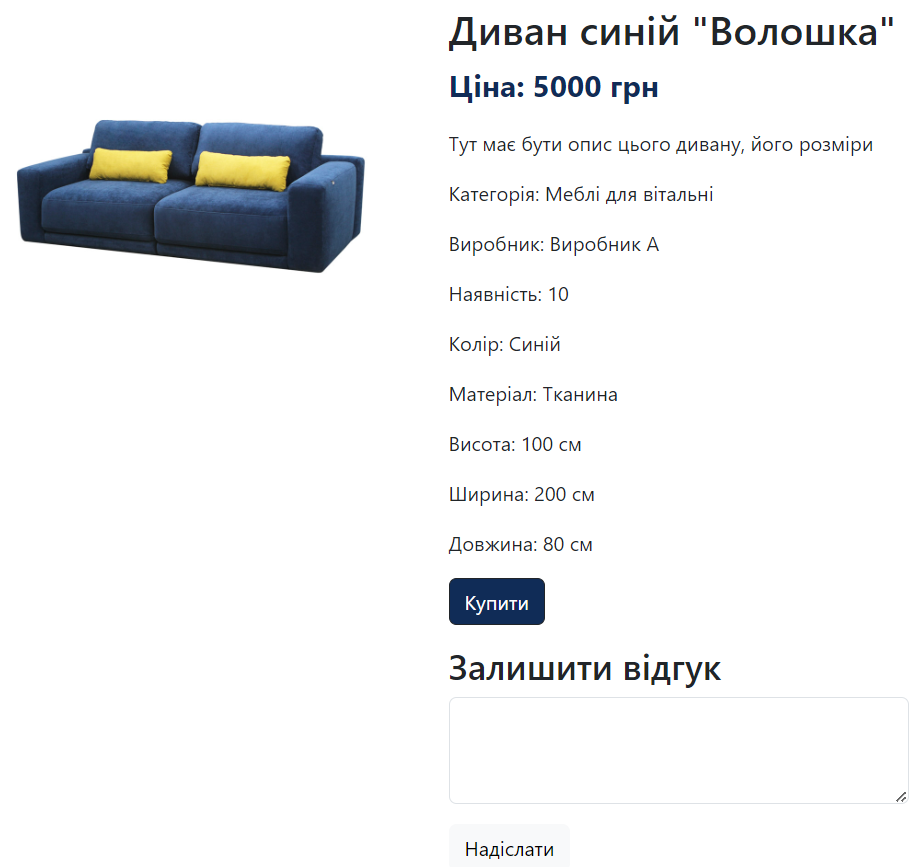 Диван синій "Волошка"
Ціна: 5000 грн
Тут має бути опис цього дивану, його розміри
Категорія: Меблі для вітальні
Виробник: Виробник А
Наявність: 10
Колір: Синій
Матеріал: Тканина
Висота: 100 см
Ширина: 200 см
Довжина: 80 см
Купити
Залишити відгук
Надіслати